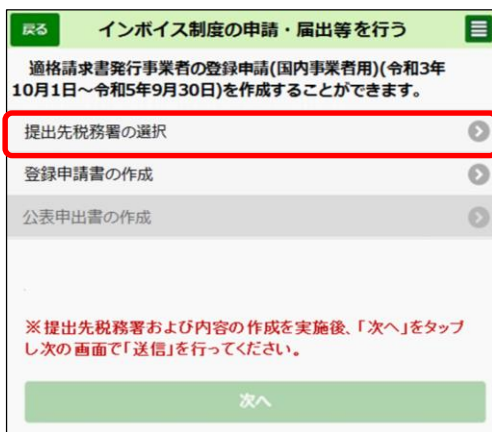 戻る
インボイス制度の申請・届出等を行う
適格請求書発行事業者の登録申請(国内事業者用)(令和3年
10月1日～令和5年9月30日)を作成することができます。
提出先税務署の選択
登録申請書の作成
公表申出書の作成
※提出先税務署および内容の作成を実施後、「次へ」をタップ
し次の画面で「送信」を行ってください。
次へ